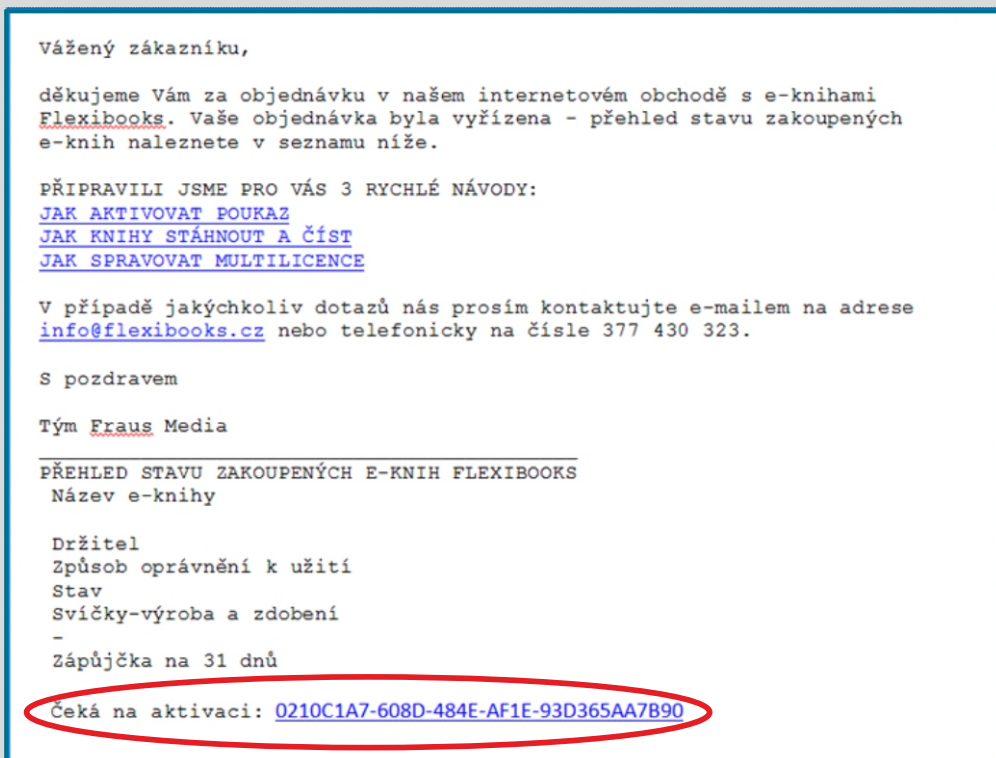 Vážený zákazníku,
děkujeme Vám za objednávku v našem internetovém obchodě s e-knihami
Flexibooks. Vaše objednávka byla vyřízena - přehled stavu zakoupených
e-knih naleznete v seznamu níže.
PŘIPRAVILI JSME PRO VÁS 3 RYCHLÉ NÁVODY:
JAK AKTIVOVAT POUKAZ
JAK KNIHY STÁHNOUT A ČÍST
JAK SPRAVOVAT MULTILICENCE
V případě jakýchkoliv dotazů nás prosím kontaktujte e-mailem na adrese
info@flexibooks.cz nebo telefonicky na čísle 377 430 323.
S pozdravem
Tým Fraus Media
PŘEHLED STAVU ZAKOUPENÝCH E-KNIH FLEXIBOOKS
Název e-knihy
Držitel
Způsob oprávnění k užití
Stav
Svíčky-výroba a zdobení
-
Zápůjčka na 31 dnů
Čeká na aktivaci: 0210C1A7-608D-484E-AF1E-93D365AA7B90